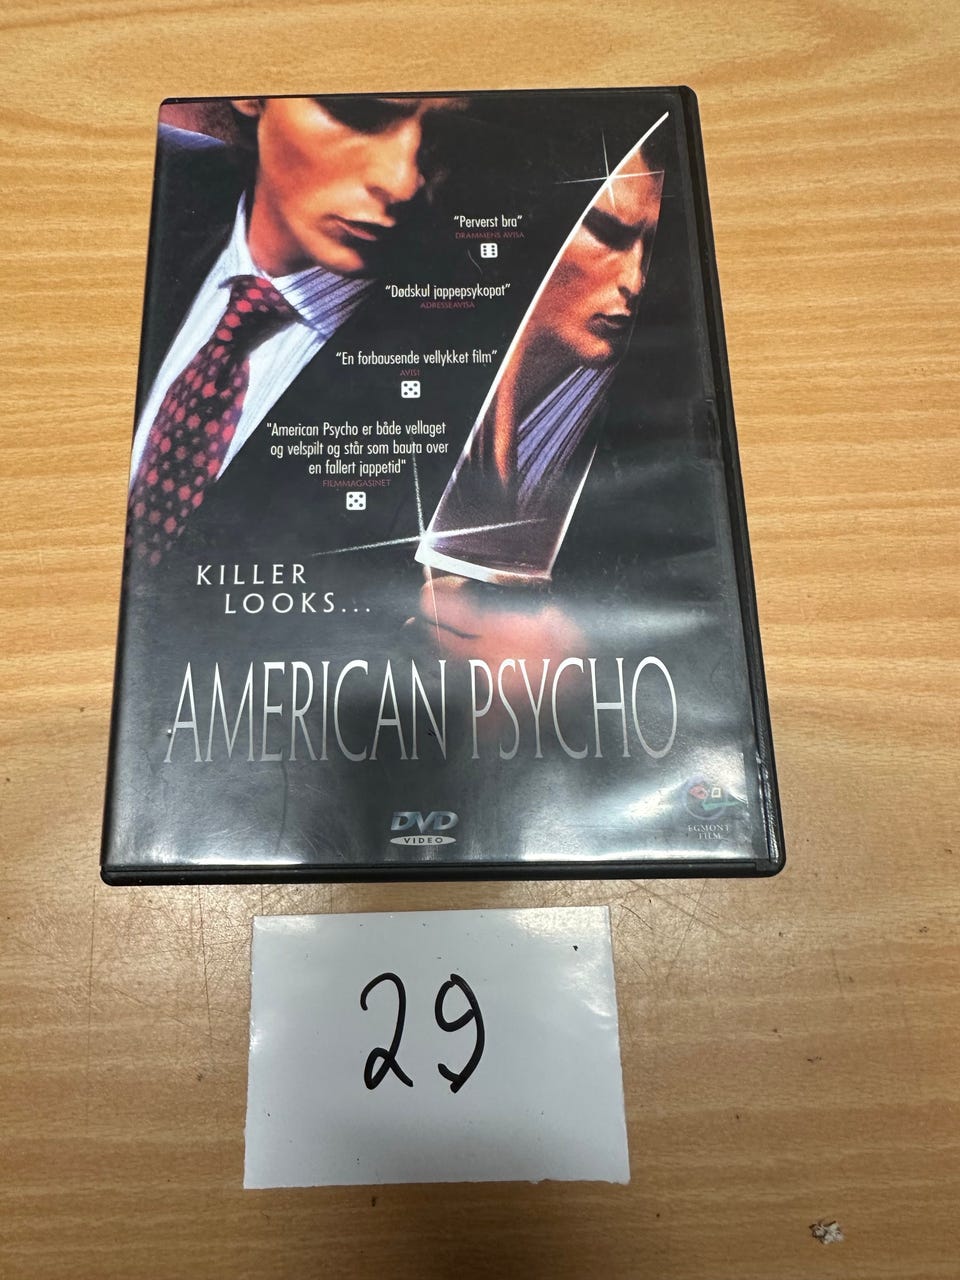 "Perverst bra"
DRAMMENS AVISA
"Dødskul jappepsykopat"
ADRESSEAVISA
"En forbausende vellykket film"
AVIS1
"American Psycho er både vellaget
og velspilt og står som bauta over
en fallert jappetid"
FILMMAGASINET
KILLER
LOOKS...
AMERICAN PSYCHO
DVD
VIDEO
EGMONT
FILM
29